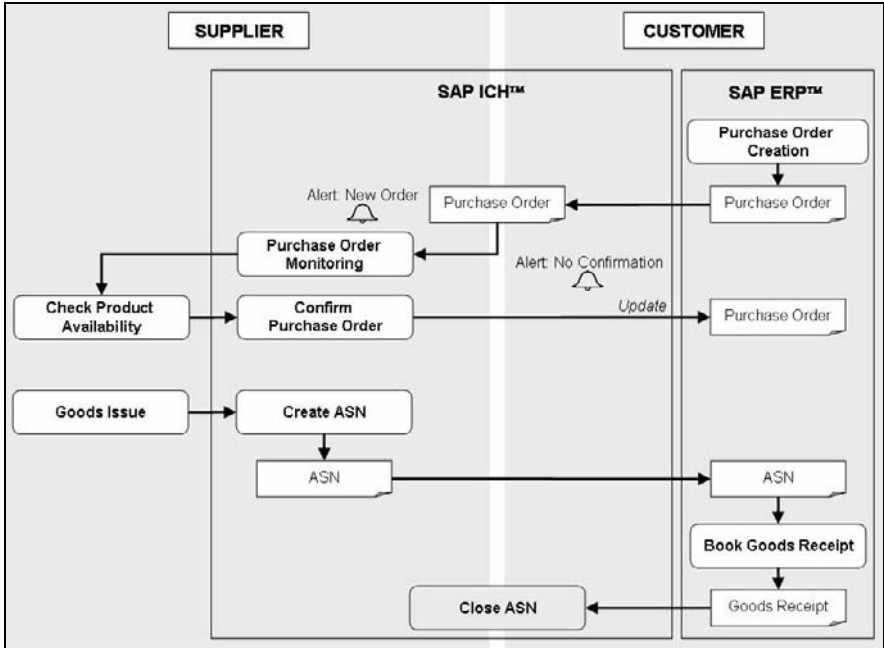 SUPPLIER
CUSTOMER
SAP ICH™
SAP ERP™
Purchase Order
Creation
Alert: New Order
Purchase Order
Purchase Order
Purchase Order
Monitoring
Alert: No Confirmation
Check Product
Availability
Confirm
Purchase Order
Update
Purchase Order
Goods Issue
Create ASN
ASN
ASN
Book Goods Receipt
Close ASN
Goods Receipt